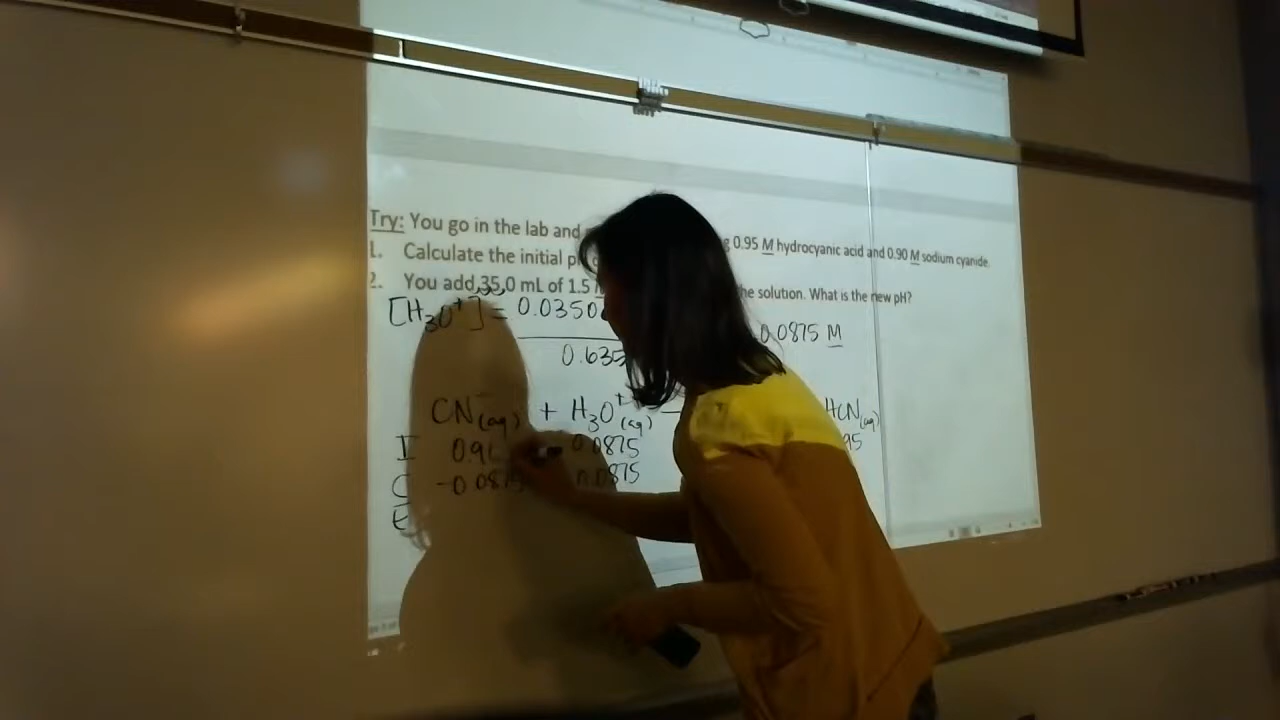 Try: You go in the lab and 0.95 M hydrocyanic acid and 0.90 M sodium cyanide.
1. Calculate the initial p
2. You add 35.0 mL of 1.5 the solution. What is the new pH?
[H₃O⁺] = 0.0350 0.0875 M
0.635
CN⁻(aq) + H₃O⁺(aq) HCN(aq)
I 0.9 0.0875 95
C -0.0875 0.0875
E